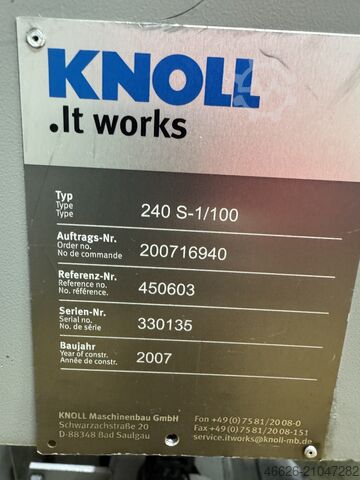 KNOLL
.It works
Typ
Type
Type
240 S-1/100
Auftrags-Nr.
Order no.
No de commande
200716940
Referenz-Nr.
Reference no.
No. référence.
450603
Serien-Nr.
Serial no.
No de série
330135
Baujahr
Year of constr.
Année de constr.
2007
KNOLL Maschinenbau GmbH
Schwarzachstraße 20
D-88348 Bad Saulgau
Fon +49(0)7581/2008-0
Fax +49(0)7581/2008-151
service.itworks@knoll-mb.de
46626-21047282